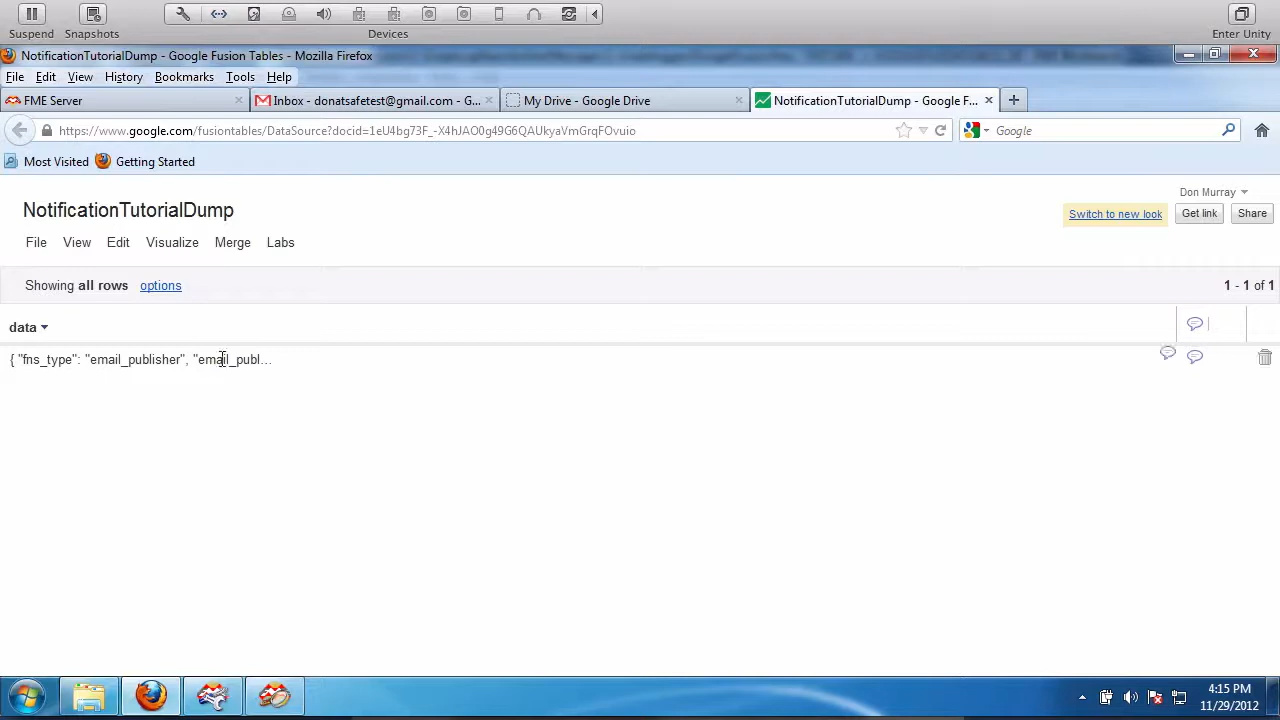 Suspend Snapshots Devices Enter Unity
NotificationTutorialDump - Google Fusion Tables - Mozilla Firefox
File Edit View History Bookmarks Tools Help
FME Server Inbox - donatsafetest@gmail.com - G... My Drive - Google Drive NotificationTutorialDump - Google F...
https://www.google.com/fusiontables/DataSource?docid=1eU4bg73F_-X4hJAO0g49G6QAvOkyaVmGrqFOvuio Google
Most Visited Getting Started
Don Murray
NotificationTutorialDump
Switch to new look Get link Share
File View Edit Visualize Merge Labs
Showing all rows options 1 - 1 of 1
data
{ "fns_type": "email_publisher", "email_publ...
4:15 PM
11/29/2012